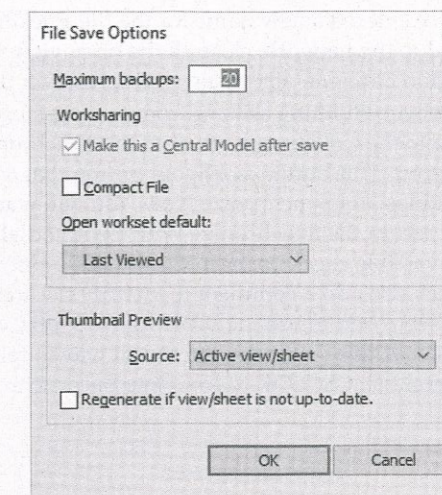 File Save Options
Maximum backups: 20
Worksharing
Make this a Central Model after save
Compact File
Open workset default:
Last Viewed
Thumbnail Preview
Source: Active view/sheet
Regenerate if view/sheet is not up-to-date.
OK Cancel